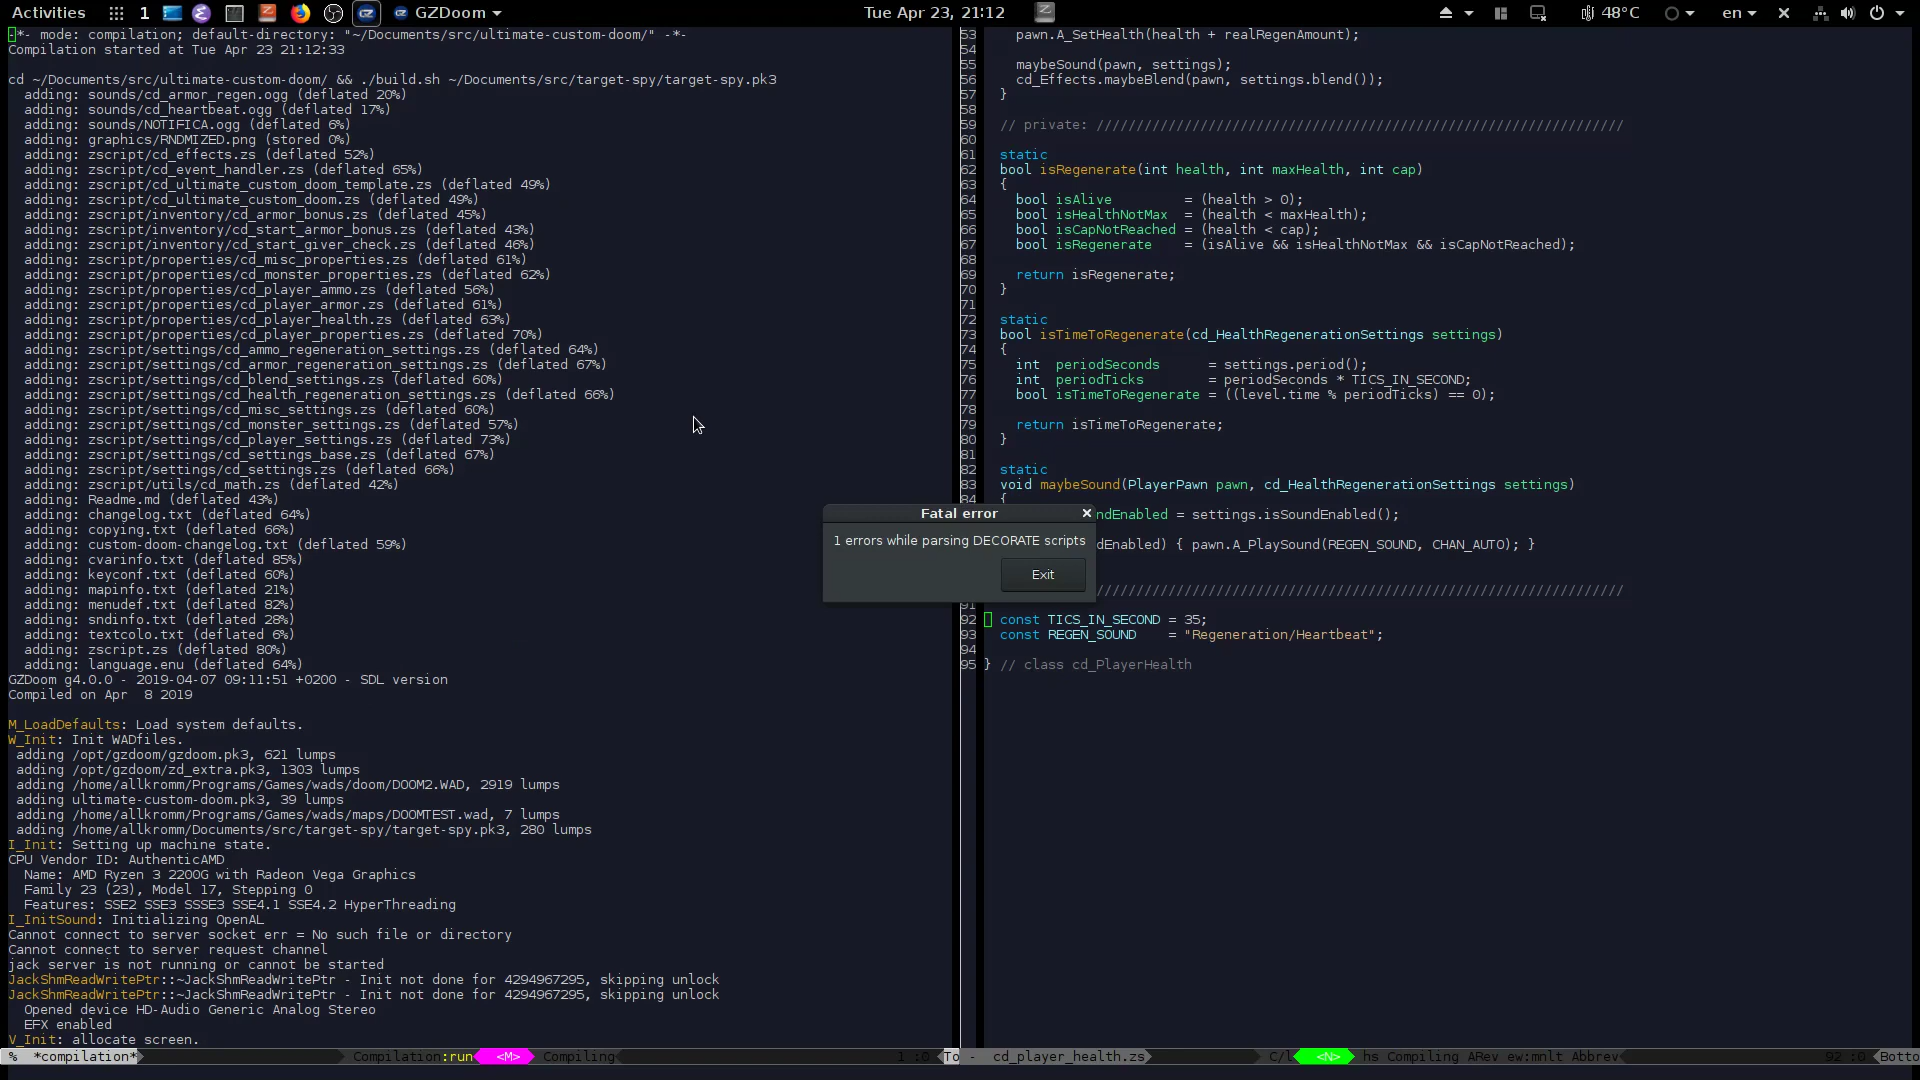 Activities 1 GZDoom Tue Apr 23, 21:12 48°C en
-*- mode: compilation; default-directory: "~/Documents/src/ultimate-custom-doom/" -*-
Compilation started at Tue Apr 23 21:12:33
cd ~/Documents/src/ultimate-custom-doom/ && ./build.sh ~/Documents/src/target-spy/target-spy.pk3
adding: sounds/cd_armor_regen.ogg (deflated 20%)
adding: sounds/cd_heartbeat.ogg (deflated 17%)
adding: sounds/NOTIFICA.ogg (deflated 6%)
adding: graphics/RNDMIZED.png (stored 0%)
adding: zscript/cd_effects.zs (deflated 52%)
adding: zscript/cd_event_handler.zs (deflated 65%)
adding: zscript/cd_ultimate_custom_doom_template.zs (deflated 49%)
adding: zscript/cd_ultimate_custom_doom.zs (deflated 49%)
adding: zscript/inventory/cd_armor_bonus.zs (deflated 45%)
adding: zscript/inventory/cd_start_armor_bonus.zs (deflated 43%)
adding: zscript/inventory/cd_start_giver_check.zs (deflated 46%)
adding: zscript/properties/cd_misc_properties.zs (deflated 61%)
adding: zscript/properties/cd_monster_properties.zs (deflated 62%)
adding: zscript/properties/cd_player_ammo.zs (deflated 56%)
adding: zscript/properties/cd_player_armor.zs (deflated 61%)
adding: zscript/properties/cd_player_health.zs (deflated 63%)
adding: zscript/properties/cd_player_properties.zs (deflated 70%)
adding: zscript/settings/cd_ammo_regeneration_settings.zs (deflated 64%)
adding: zscript/settings/cd_armor_regeneration_settings.zs (deflated 67%)
adding: zscript/settings/cd_blend_settings.zs (deflated 60%)
adding: zscript/settings/cd_health_regeneration_settings.zs (deflated 66%)
adding: zscript/settings/cd_misc_settings.zs (deflated 60%)
adding: zscript/settings/cd_monster_settings.zs (deflated 57%)
adding: zscript/settings/cd_player_settings.zs (deflated 73%)
adding: zscript/settings/cd_settings_base.zs (deflated 67%)
adding: zscript/settings/cd_settings.zs (deflated 66%)
adding: zscript/utils/cd_math.zs (deflated 42%)
adding: Readme.md (deflated 43%)
adding: changelog.txt (deflated 64%)
adding: copying.txt (deflated 66%)
adding: custom-doom-changelog.txt (deflated 59%)
adding: cvarinfo.txt (deflated 85%)
adding: keyconf.txt (deflated 60%)
adding: mapinfo.txt (deflated 21%)
adding: menudef.txt (deflated 82%)
adding: sndinfo.txt (deflated 28%)
adding: textcolo.txt (deflated 6%)
adding: zscript.zs (deflated 80%)
adding: language.enu (deflated 64%)
GZDoom g4.0.0 - 2019-04-07 09:11:51 +0200 - SDL version
Compiled on Apr  8 2019
M_LoadDefaults: Load system defaults.
W_Init: Init WADfiles.
adding /opt/gzdoom/gzdoom.pk3, 621 lumps
adding /opt/gzdoom/zd_extra.pk3, 1303 lumps
adding /home/allkromm/Programs/Games/wads/doom/DOOM2.WAD, 2919 lumps
adding ultimate-custom-doom.pk3, 39 lumps
adding /home/allkromm/Programs/Games/wads/maps/DOOMTEST.wad, 7 lumps
adding /home/allkromm/Documents/src/target-spy/target-spy.pk3, 280 lumps
I_Init: Setting up machine state.
CPU Vendor ID: AuthenticAMD
Name: AMD Ryzen 3 2200G with Radeon Vega Graphics
Family 23 (23), Model 17, Stepping 0
Features: SSE2 SSE3 SSSE3 SSE4.1 SSE4.2 HyperThreading
I_InitSound: Initializing OpenAL
Cannot connect to server socket err = No such file or directory
Cannot connect to server request channel
jack server is not running or cannot be started
JackShmReadWritePtr::~JackShmReadWritePtr - Init not done for 4294967295, skipping unlock
JackShmReadWritePtr::~JackShmReadWritePtr - Init not done for 4294967295, skipping unlock
Opened device HD-Audio Generic Analog Stereo
EFX enabled
V_Init: allocate screen.
% *compilation* Compilation:run <M> Compiling 1 :0 To
53 pawn.A_SetHealth(health + realRegenAmount);
54
55 maybeSound(pawn, settings);
56 cd_Effects.maybeBlend(pawn, settings.blend());
57 }
58
59 // private: //////////////////////////////////////////////////////////////////
60
61 static
62 bool isRegenerate(int health, int maxHealth, int cap)
63 {
64 bool isAlive = (health > 0);
65 bool isHealthNotMax = (health < maxHealth);
66 bool isCapNotReached = (health < cap);
67 bool isRegenerate = (isAlive && isHealthNotMax && isCapNotReached);
68
69 return isRegenerate;
70 }
71
72 static
73 bool isTimeToRegenerate(cd_HealthRegenerationSettings settings)
74 {
75 int periodSeconds = settings.period();
76 int periodTicks = periodSeconds * TICS_IN_SECOND;
77 bool isTimeToRegenerate = ((level.time % periodTicks) == 0);
78
79 return isTimeToRegenerate;
80 }
81
82 static
83 void maybeSound(PlayerPawn pawn, cd_HealthRegenerationSettings settings)
84 {
ndEnabled = settings.isSoundEnabled();
dEnabled) { pawn.A_PlaySound(REGEN_SOUND, CHAN_AUTO); }
//////////////////////////////////////////////////////////////////
91
92 const TICS_IN_SECOND = 35;
93 const REGEN_SOUND = "Regeneration/Heartbeat";
94
95 } // class cd_PlayerHealth
- cd_player_health.zs C/l <N> hs Compiling ARev ew:mnlt Abbrev 92 :0 Botto
Fatal error
1 errors while parsing DECORATE scripts
Exit